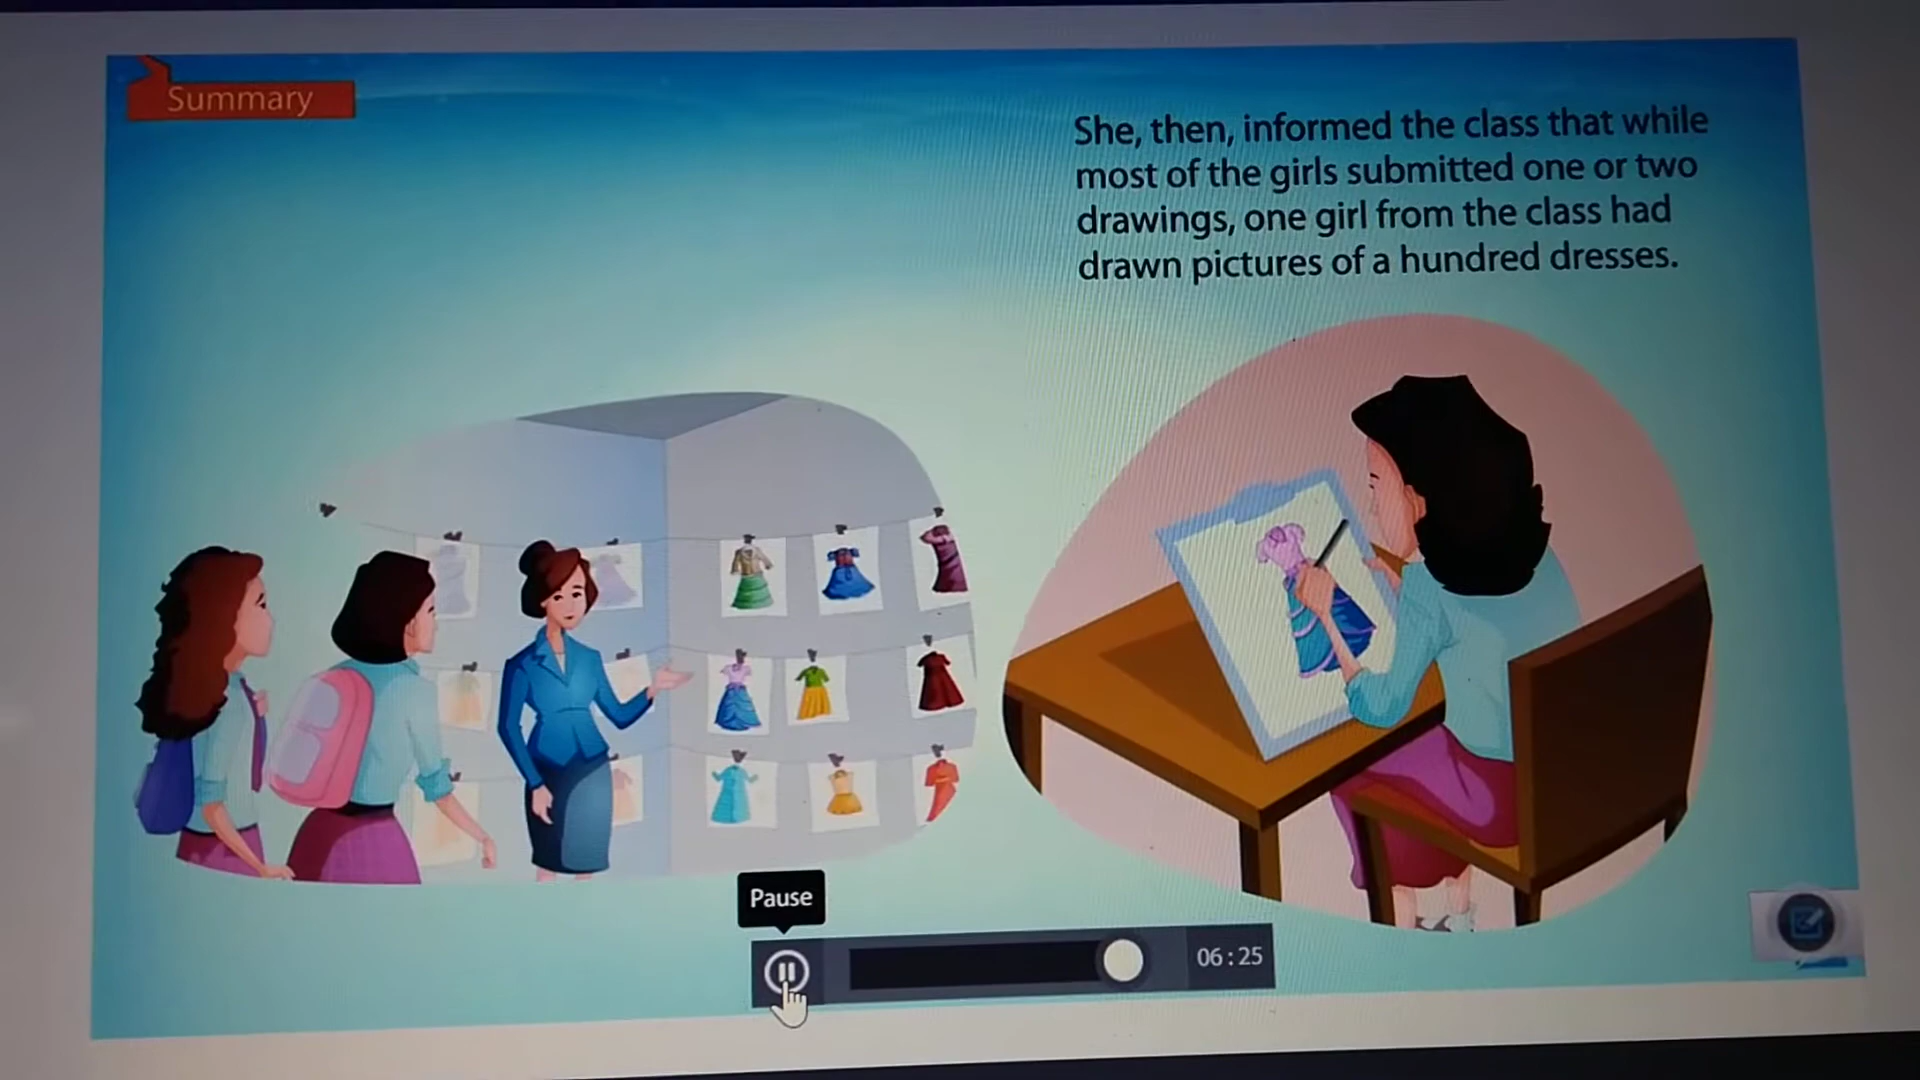 Summary
She, then, informed the class that while
most of the girls submitted one or two
drawings, one girl from the class had
drawn pictures of a hundred dresses.
Pause
06:25